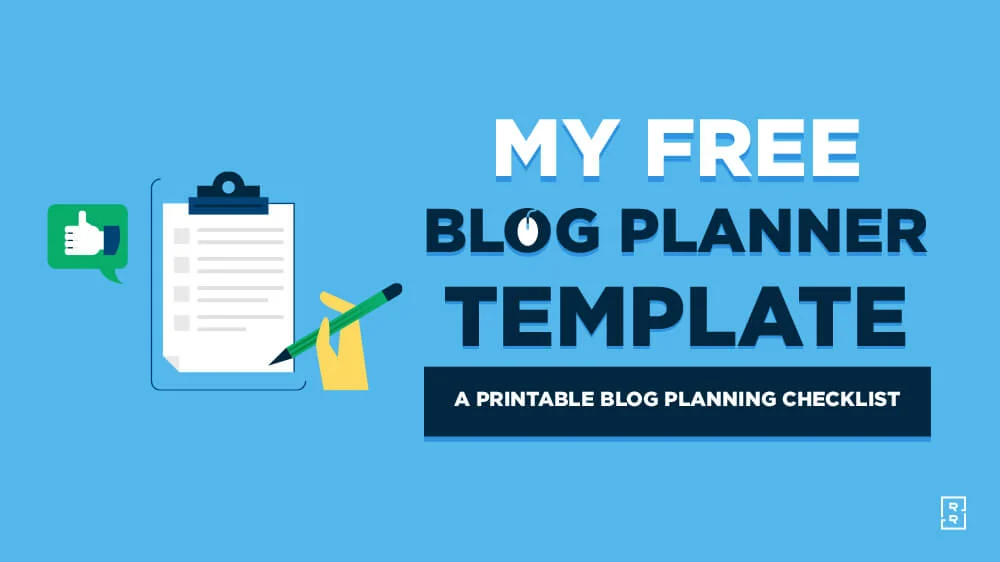 MY FREE
BLOG PLANNER
TEMPLATE
A PRINTABLE BLOG PLANNING CHECKLIST
R
R